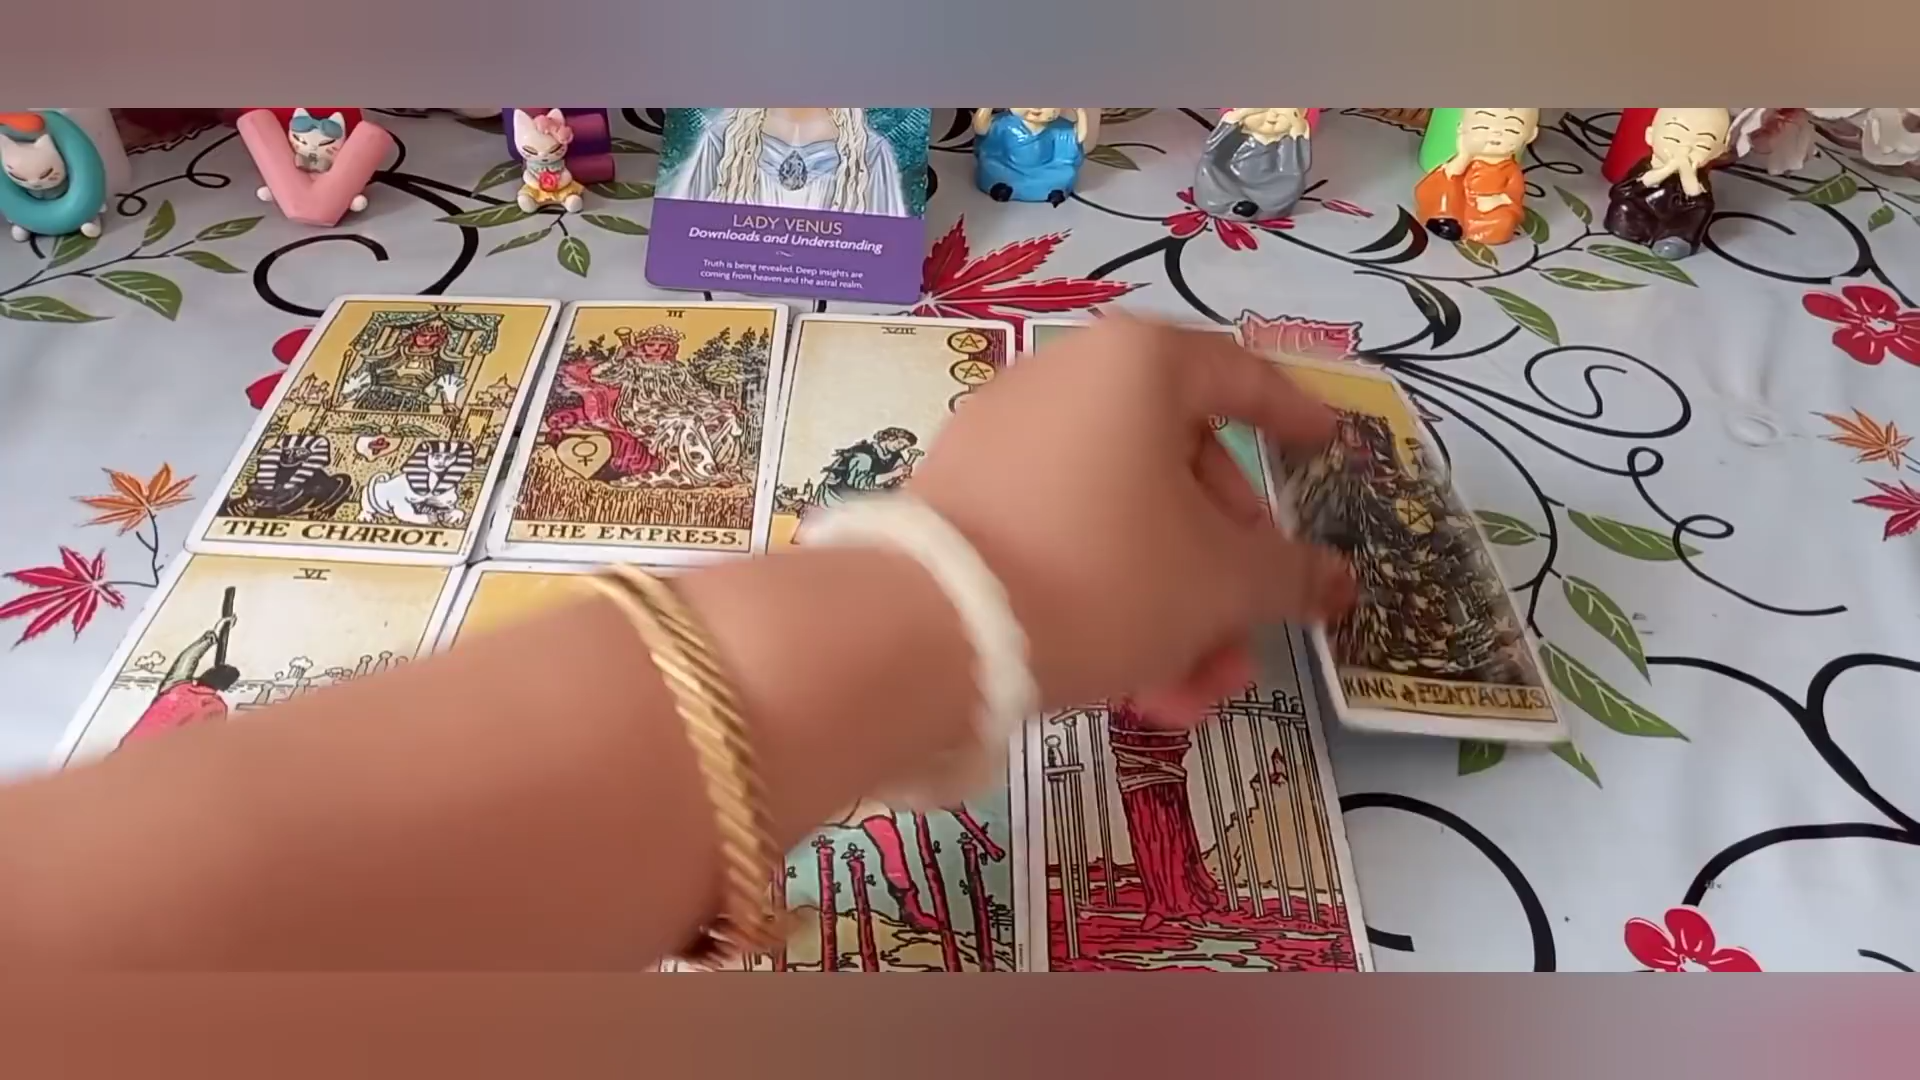 LADY VENUS
Downloads and Understanding
Truth is being revealed. Deep insights are
coming from heaven and the astral realm.
VII
III
VIII
THE CHARIOT.
THE EMPRESS.
VI
KING of PENTACLES.